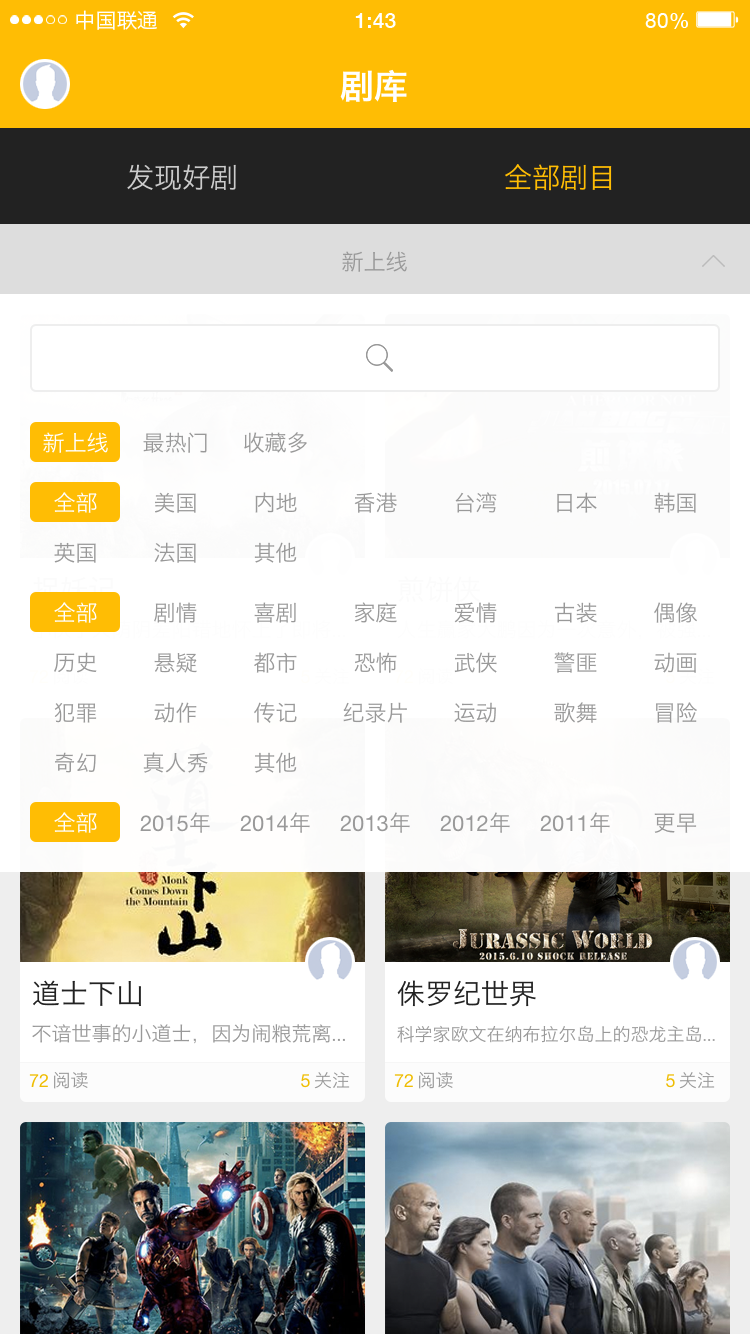 中国联通 1:43 80%
剧库
发现好剧 全部剧目
新上线
新上线 最热门 收藏多
全部 美国 内地 香港 台湾 日本 韩国
英国 法国 其他
全部 剧情 喜剧 家庭 爱情 古装 偶像
历史 悬疑 都市 恐怖 武侠 警匪 动画
犯罪 动作 传记 纪录片 运动 歌舞 冒险
奇幻 真人秀 其他
全部 2015年 2014年 2013年 2012年 2011年 更早
Monk
Comes Down
the Mountain
下山
JURASSIC WORLD
2015.6.10 SHOCK RELEASE
道士下山 侏罗纪世界
不谙世事的小道士，因为闹粮荒离... 科学家欧文在纳布拉尔岛上的恐龙主岛...
72 阅读 5 关注 72 阅读 5 关注